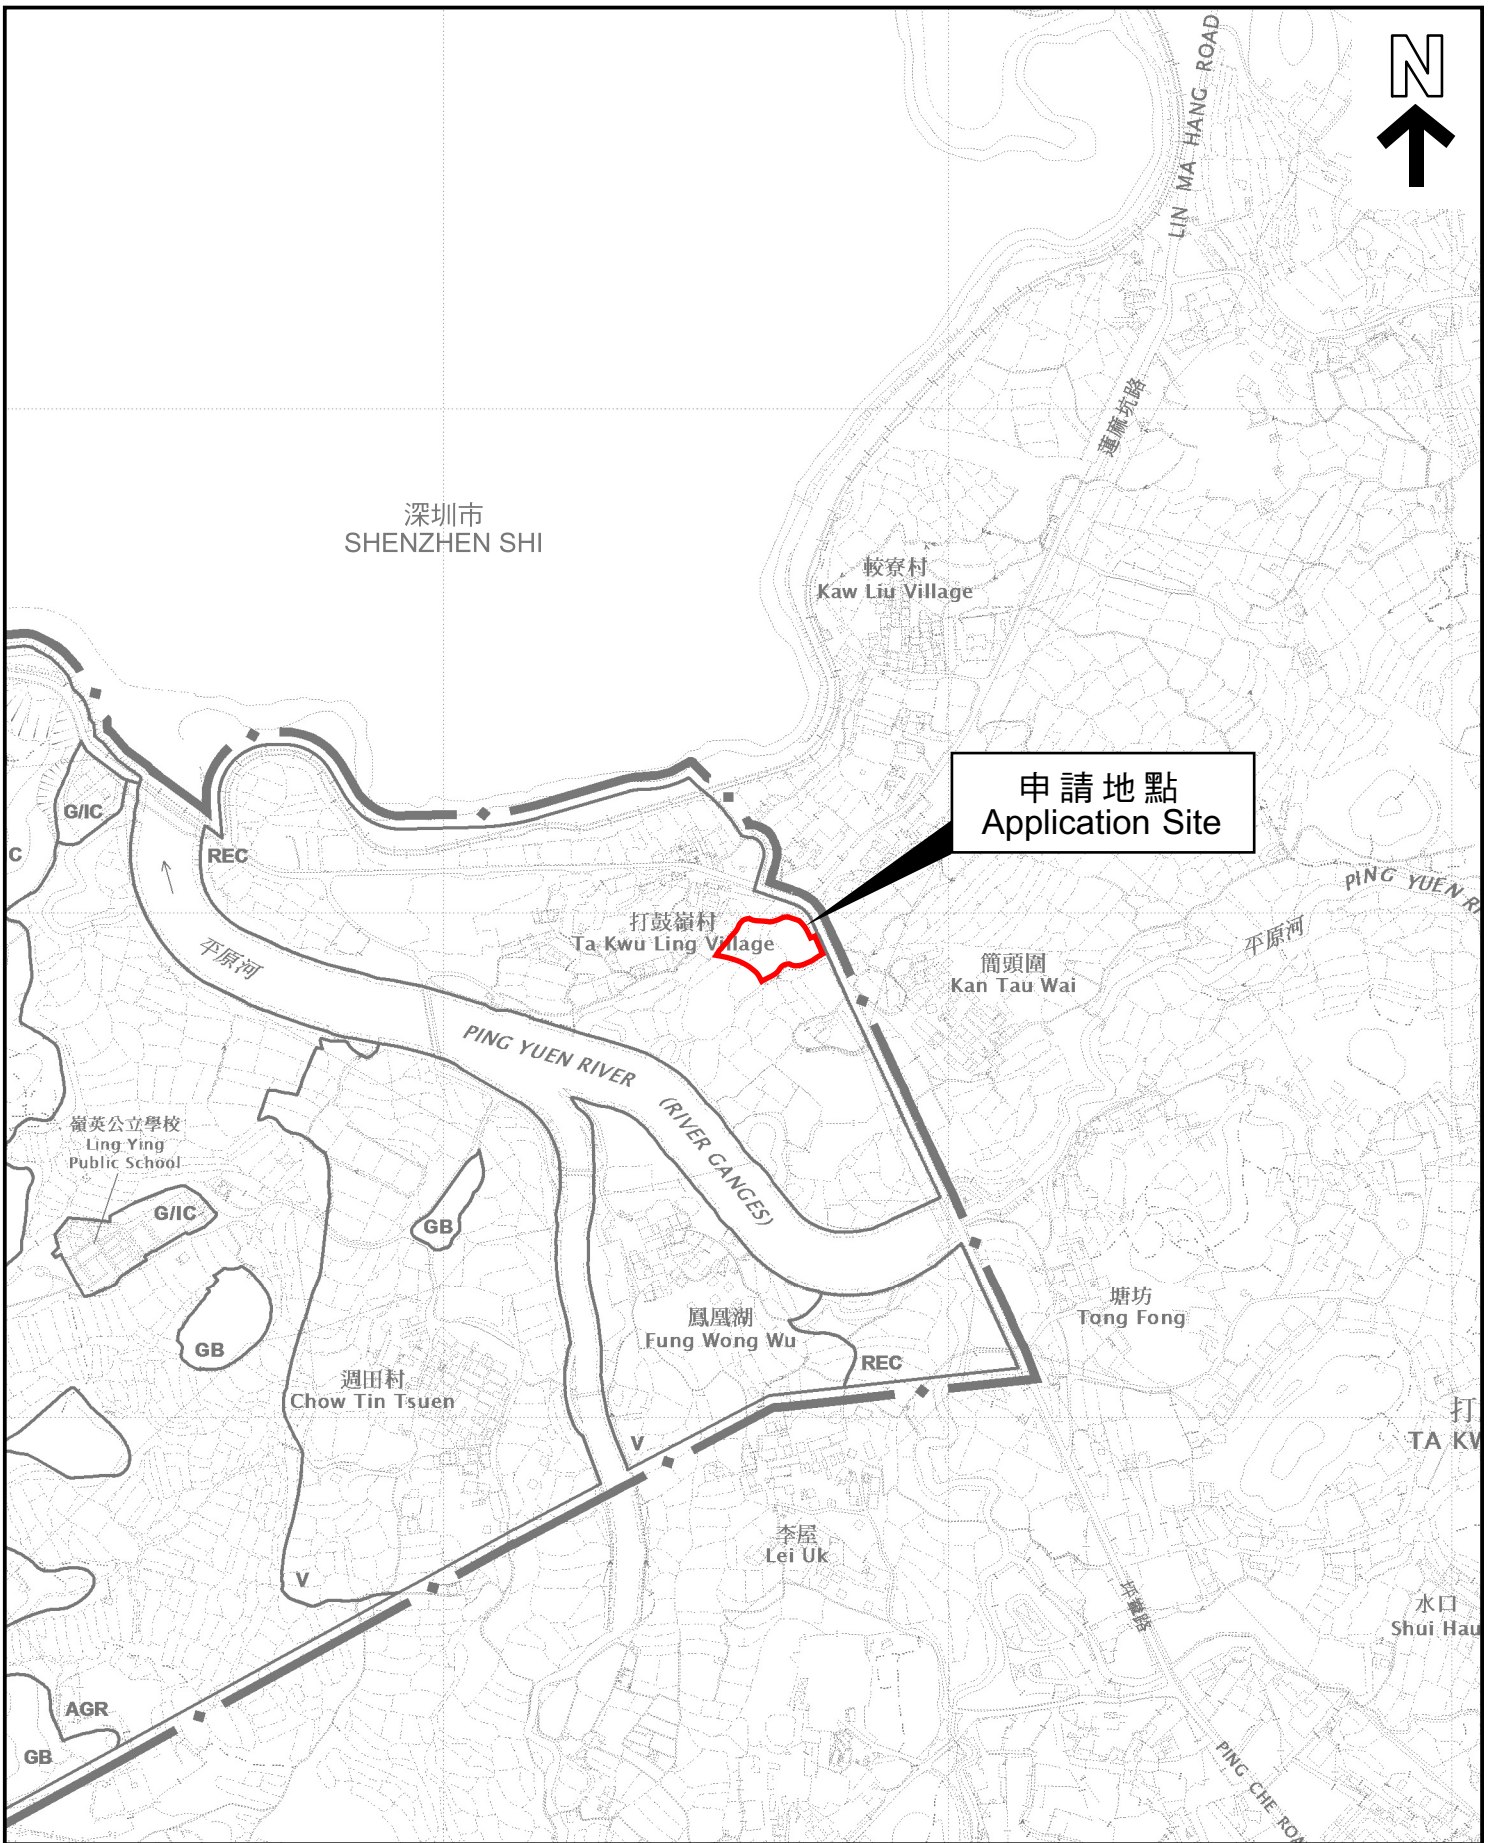 N
LIN MA HANG ROAD
蓮麻坑路
深圳市
SHENZHEN SHI
較寮村
Kaw Liu Village
申請地點
Application Site
G/IC
C
REC
PING YUEN
平原河
打鼓嶺村
Ta Kwu Ling Village
簡頭圍
Kan Tau Wai
平原河
PING YUEN RIVER
(RIVER GANGES)
嶺英公立學校
Ling Ying
Public School
G/IC
GB
GB
塘坊
Tong Fong
鳳凰湖
Fung Wong Wu
REC
週田村
Chow Tin Tsuen
打
TA KW
V
李屋
Lei Uk
V
坪輋路
水口
Shui Hau
AGR
GB
PING CHE ROA